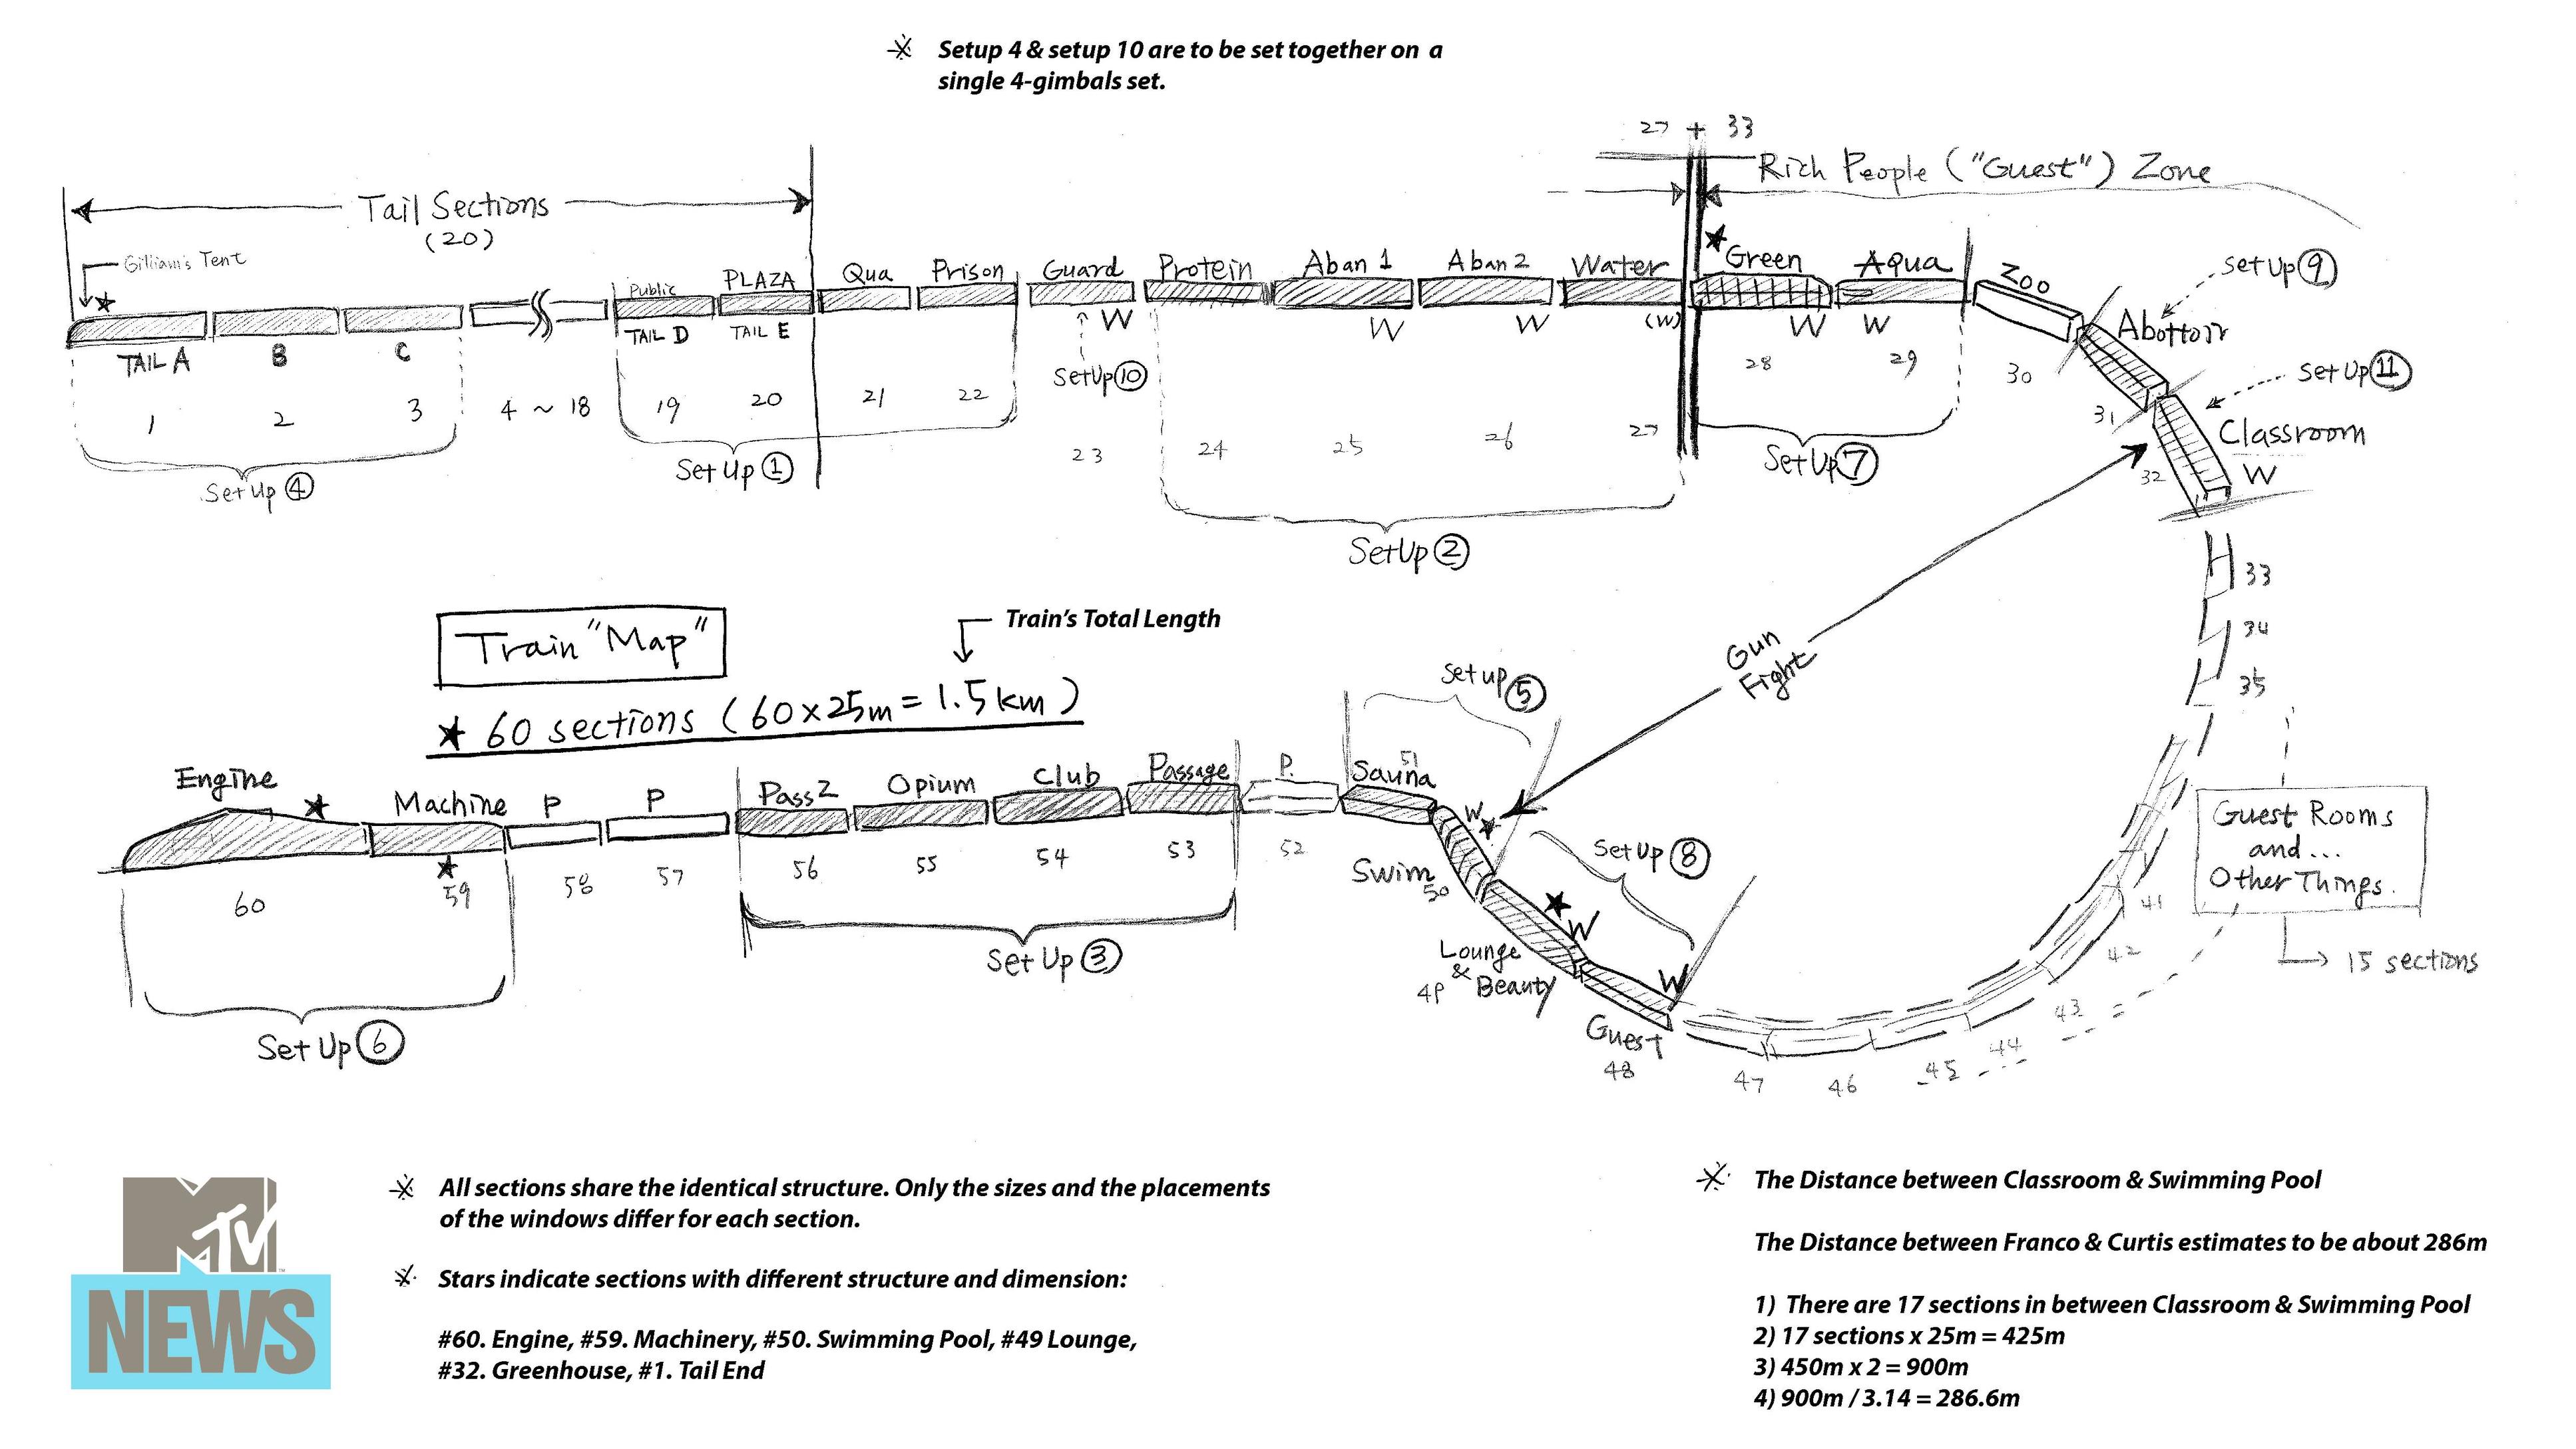 Setup 4 & setup 10 are to be set together on a
single 4-gimbals set.
27 + 33
Rich People ("Guest") Zone
Tail Sections
(20)
Gilliam's Tent
Public
PLAZA
Qua
Prison
Guard
Protein
Aban 1
Aban 2
Water
Green
Aqua
Zoo
Abottoir
Classroom
W
Set Up 9
Set Up 11
TAIL A
B
C
TAIL D
TAIL E
W
W
W
(W)
W
W
1
2
3
4 ~ 18
19
20
21
22
23
24
25
26
27
28
29
30
31
32
Set Up 4
Set Up 1
Set Up 10
Set Up 2
Set Up 7
33
34
35
Gun
Fight
Train "Map"
Train's Total Length
★ 60 sections (60x25m = 1.5km)
Set up 5
Set Up 8
Engine
Machine
P
P
Pass 2
Opium
Club
Passage
P.
Sauna
51
W
Swim
50
W
Lounge
&
Beauty
49
W
Guest
48
60
59
58
57
56
55
54
53
52
Set Up 6
Set Up 3
47
46
45
44
43
42
41
Guest Rooms
and...
Other Things.
15 sections
All sections share the identical structure. Only the sizes and the placements
of the windows differ for each section.
Stars indicate sections with different structure and dimension:
#60. Engine, #59. Machinery, #50. Swimming Pool, #49 Lounge,
#32. Greenhouse, #1. Tail End
MTV
NEWS
The Distance between Classroom & Swimming Pool
The Distance between Franco & Curtis estimates to be about 286m
1) There are 17 sections in between Classroom & Swimming Pool
2) 17 sections x 25m = 425m
3) 450m x 2 = 900m
4) 900m / 3.14 = 286.6m